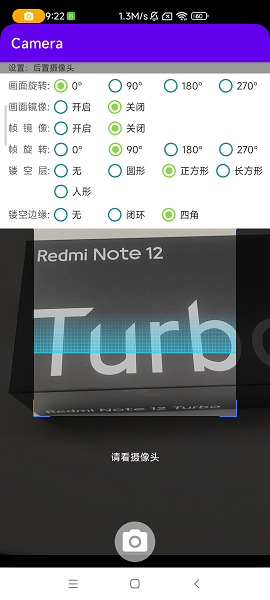 9:22
1.3M/s
60
Camera
设置：后置摄像头
画面旋转: 0° 90° 180° 270°
画面镜像: 开启 关闭
帧 镜 像: 开启 关闭
帧 旋 转: 0° 90° 180° 270°
镂 空 层: 无 圆形 正方形 长方形
人形
镂空边缘: 无 闭环 四角
Redmi Note 12
Turbo
Redmi Note 12 Turbo
请看摄像头